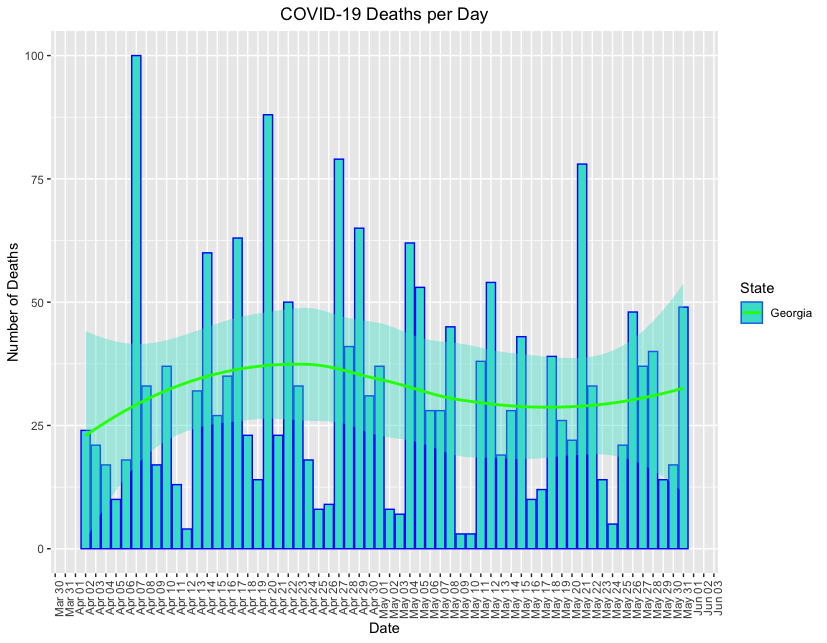 COVID-19 Deaths per Day
Number of Deaths
100
75
50
25
0
Mar 30
Mar 31
Apr 01
Apr 02
Apr 03
Apr 04
Apr 05
Apr 06
Apr 07
Apr 08
Apr 09
Apr 10
Apr 11
Apr 12
Apr 13
Apr 14
Apr 15
Apr 16
Apr 17
Apr 18
Apr 19
Apr 20
Apr 21
Apr 22
Apr 23
Apr 24
Apr 25
Apr 26
Apr 27
Apr 28
Apr 29
Apr 30
May 01
May 02
May 03
May 04
May 05
May 06
May 07
May 08
May 09
May 10
May 11
May 12
May 13
May 14
May 15
May 16
May 17
May 18
May 19
May 20
May 21
May 22
May 23
May 24
May 25
May 26
May 27
May 28
May 29
May 30
May 31
Jun 01
Jun 02
Jun 03
Date
State
Georgia